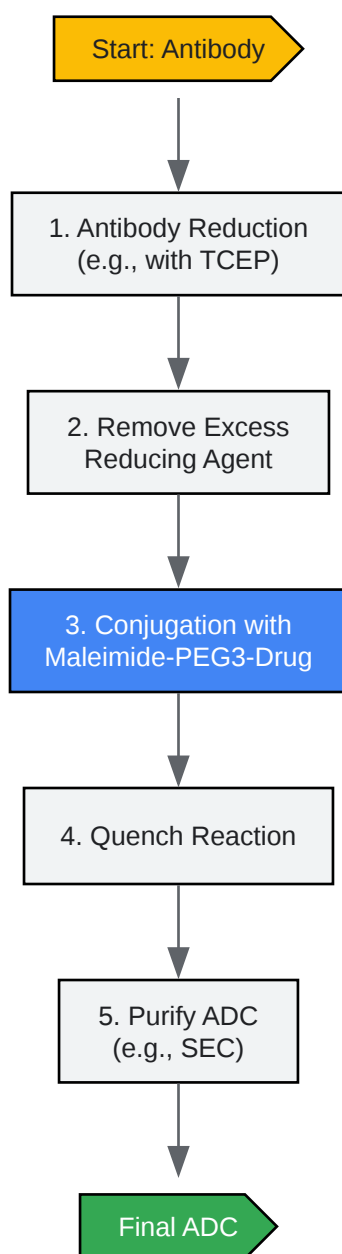 Start: Antibody
1. Antibody Reduction
(e.g., with TCEP)
2. Remove Excess
Reducing Agent
3. Conjugation with
Maleimide-PEG3-Drug
4. Quench Reaction
5. Purify ADC
(e.g., SEC)
Final ADC